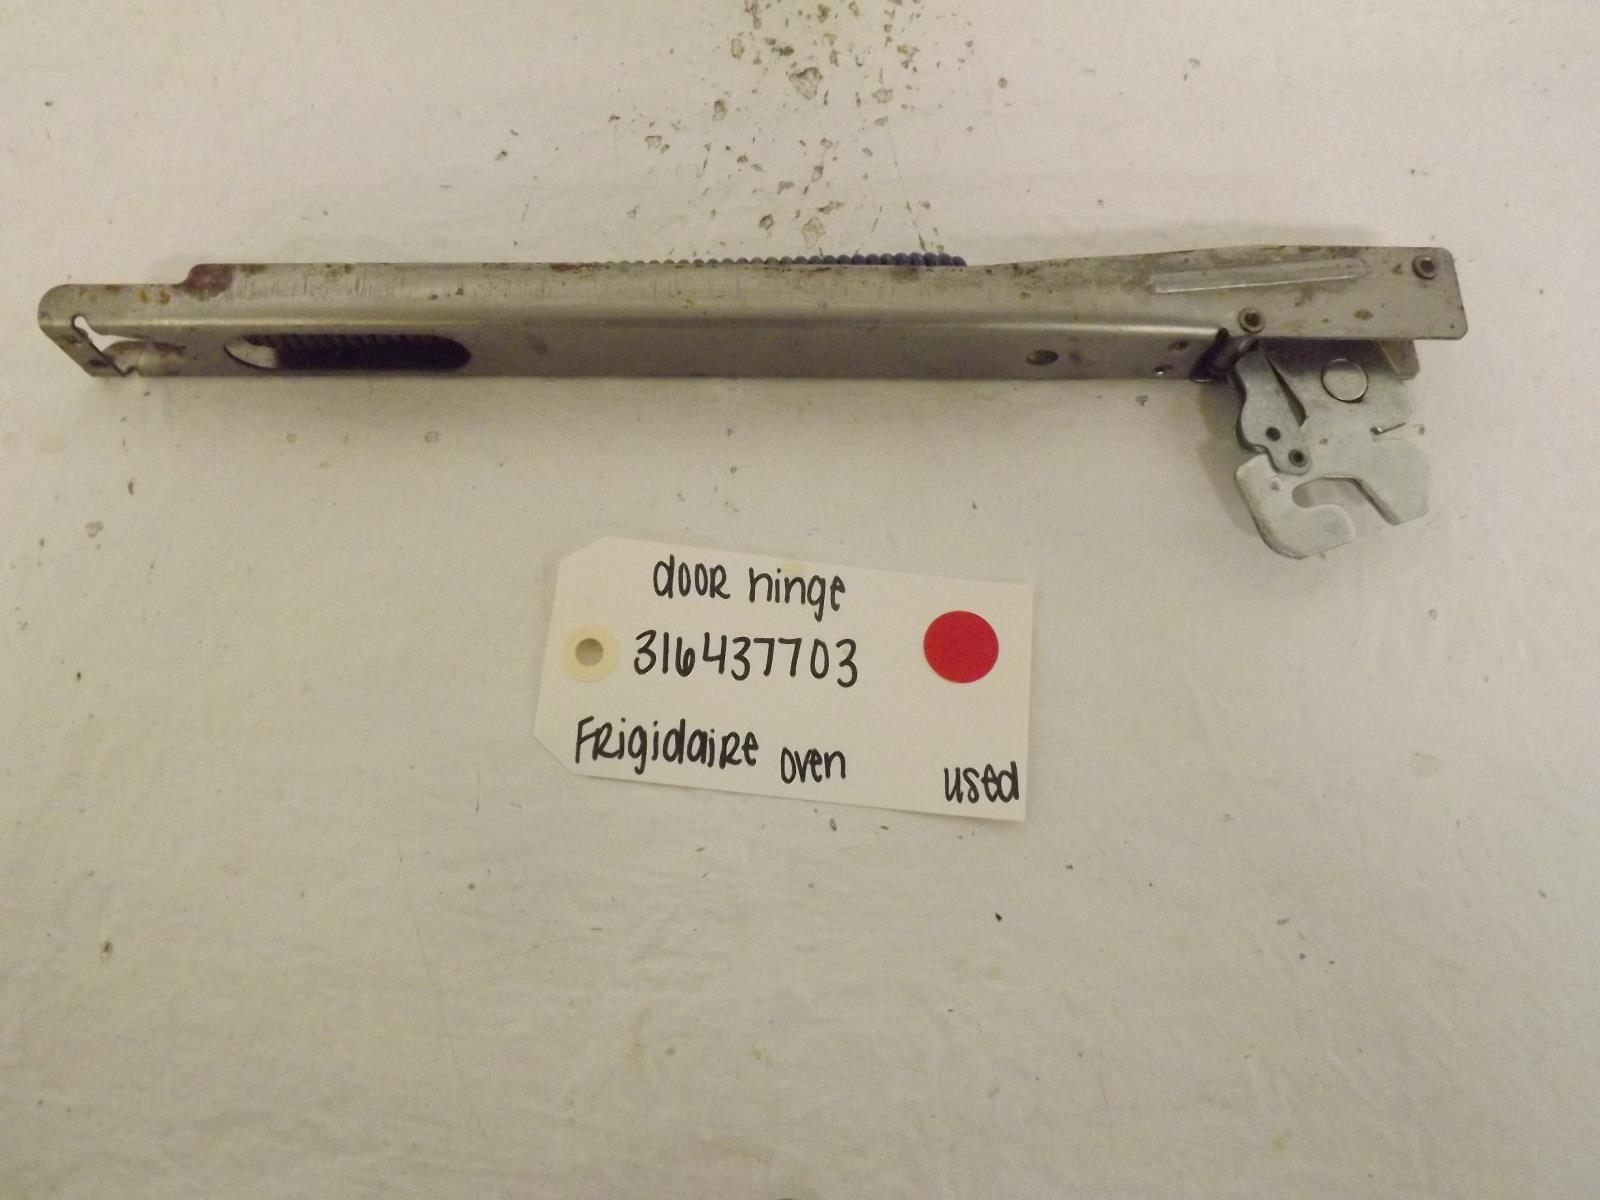 door hinge
316437703
Frigidaire oven
used